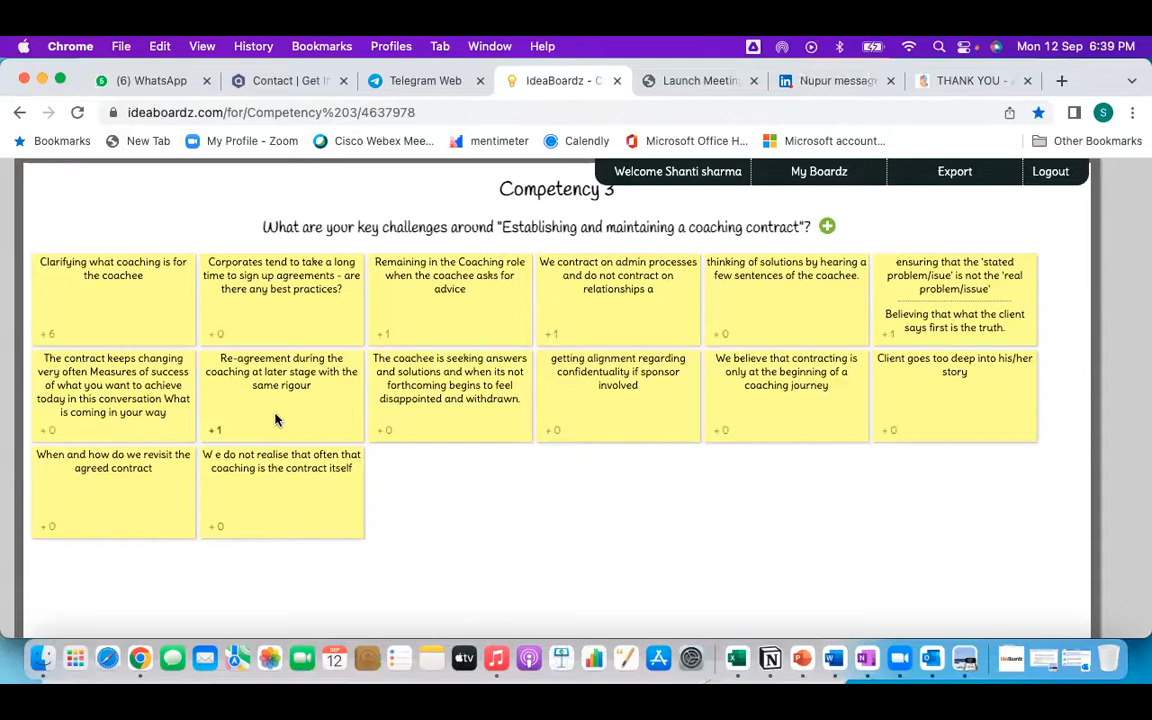 Chrome File Edit View History Bookmarks Profiles Tab Window Help Mon 12 Sep 6:39 PM
(6) WhatsApp Contact | Get I Telegram Web IdeaBoardz - C Launch Meeting Nupur message THANK YOU -
ideaboardz.com/for/Competency%203/4637978 S
Bookmarks New Tab My Profile - Zoom Cisco Webex Mee... mentimeter Calendly Microsoft Office H... Microsoft account... Other Bookmarks
Welcome Shanti sharma My Boardz Export Logout
Competency 3
What are your key challenges around "Establishing and maintaining a coaching contract"?
Clarifying what coaching is for
the coachee
+6
Corporates tend to take a long
time to sign up agreements - are
there any best practices?
+0
Remaining in the Coaching role
when the coachee asks for
advice
+1
We contract on admin processes
and do not contract on
relationships a
+1
thinking of solutions by hearing a
few sentences of the coachee.
+0
ensuring that the 'stated
problem/isue' is not the 'real
problem/issue'
Believing that what the client
says first is the truth.
+1
The contract keeps changing
very often Measures of success
of what you want to achieve
today in this conversation What
is coming in your way
+0
Re-agreement during the
coaching at later stage with the
same rigour
+1
The coachee is seeking answers
and solutions and when its not
forthcoming begins to feel
disappointed and withdrawn.
+0
getting alignment regarding
confidentuality if sponsor
involved
+0
We believe that contracting is
only at the beginning of a
coaching journey
+0
Client goes too deep into his/her
story
+0
When and how do we revisit the
agreed contract
+0
W e do not realise that often that
coaching is the contract itself
+0
SEP
12
tv